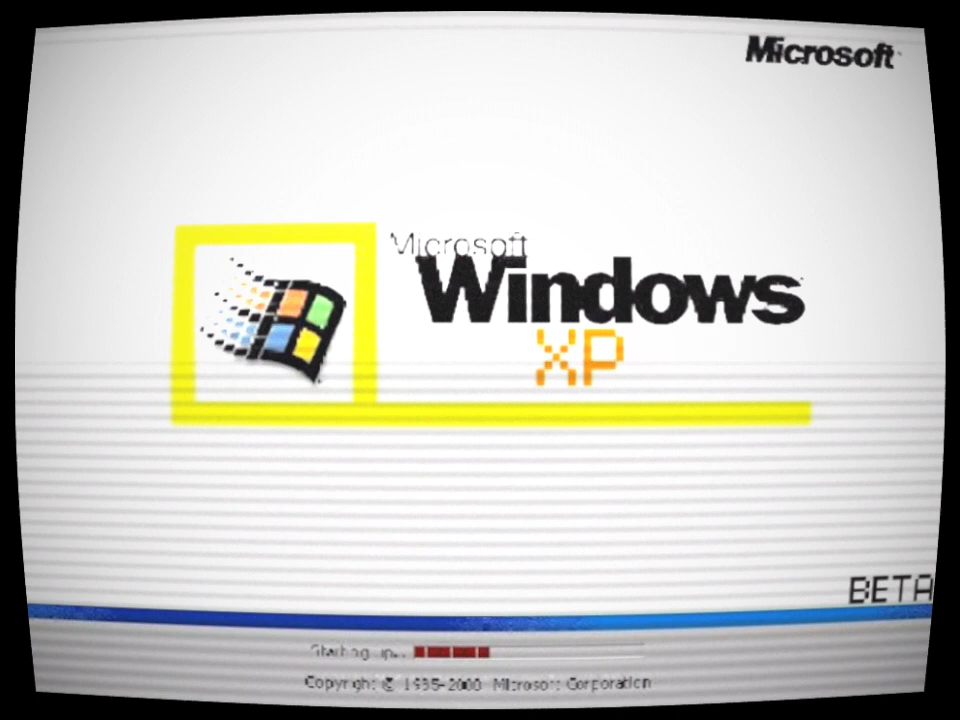 Microsoft
Microsoft
Windows
XP
BETA
Starting up...
Copyright © 1985-2000 Microsoft Corporation